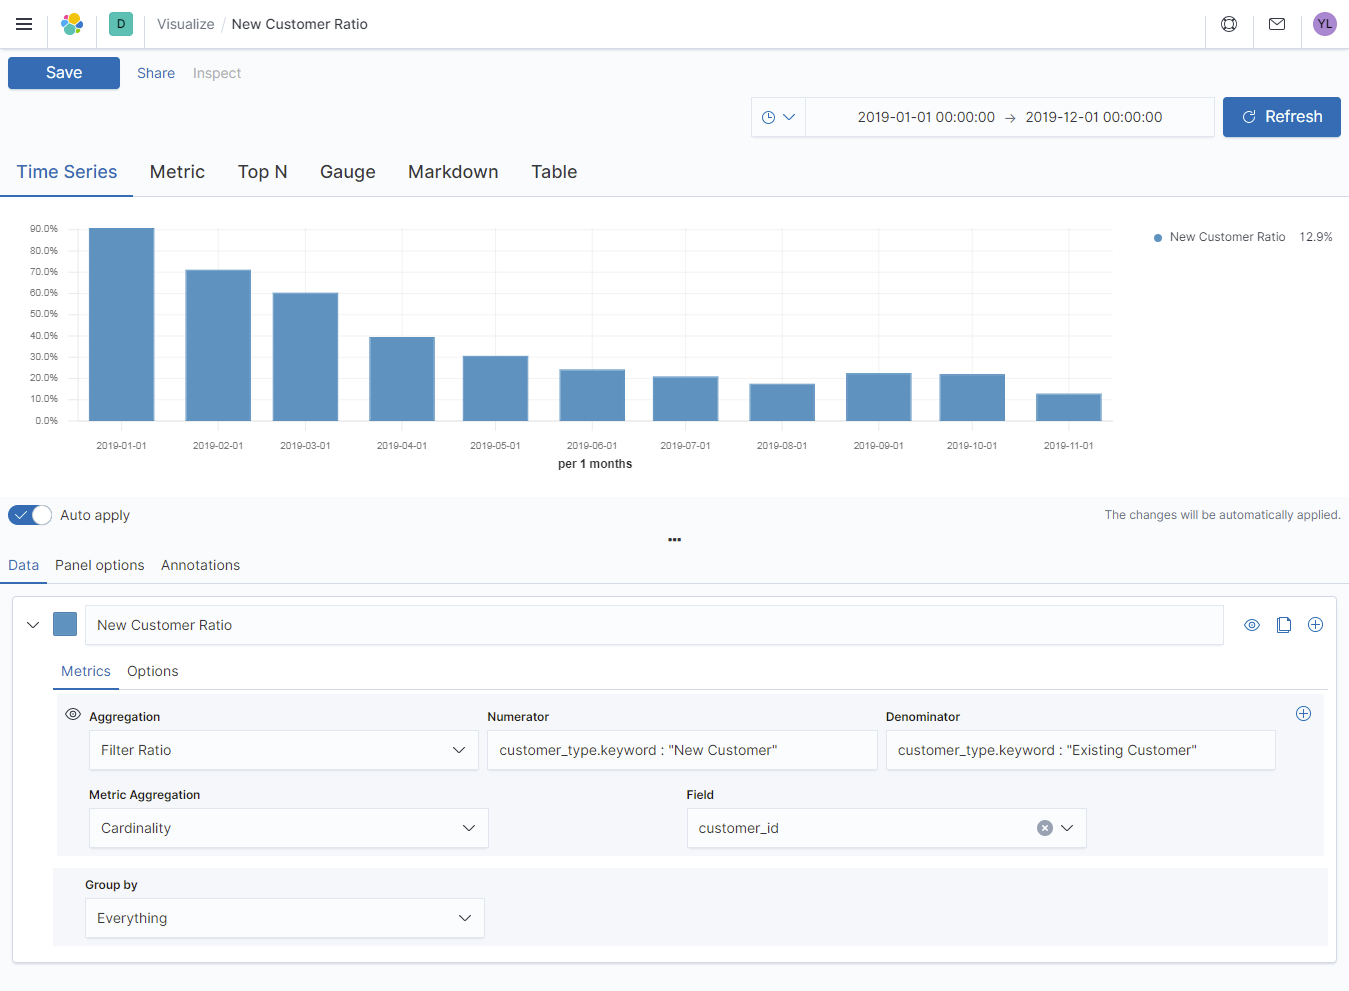 D Visualize / New Customer Ratio YL
Save Share Inspect
2019-01-01 00:00:00 → 2019-12-01 00:00:00 Refresh
Time Series Metric Top N Gauge Markdown Table
90.0%
80.0%
70.0%
60.0%
50.0%
40.0%
30.0%
20.0%
10.0%
0.0%
2019-01-01 2019-02-01 2019-03-01 2019-04-01 2019-05-01 2019-06-01 2019-07-01 2019-08-01 2019-09-01 2019-10-01 2019-11-01
per 1 months
New Customer Ratio 12.9%
Auto apply The changes will be automatically applied.
Data Panel options Annotations
New Customer Ratio
Metrics Options
Aggregation Numerator Denominator
Filter Ratio customer_type.keyword : "New Customer" customer_type.keyword : "Existing Customer"
Metric Aggregation Field
Cardinality customer_id
Group by
Everything